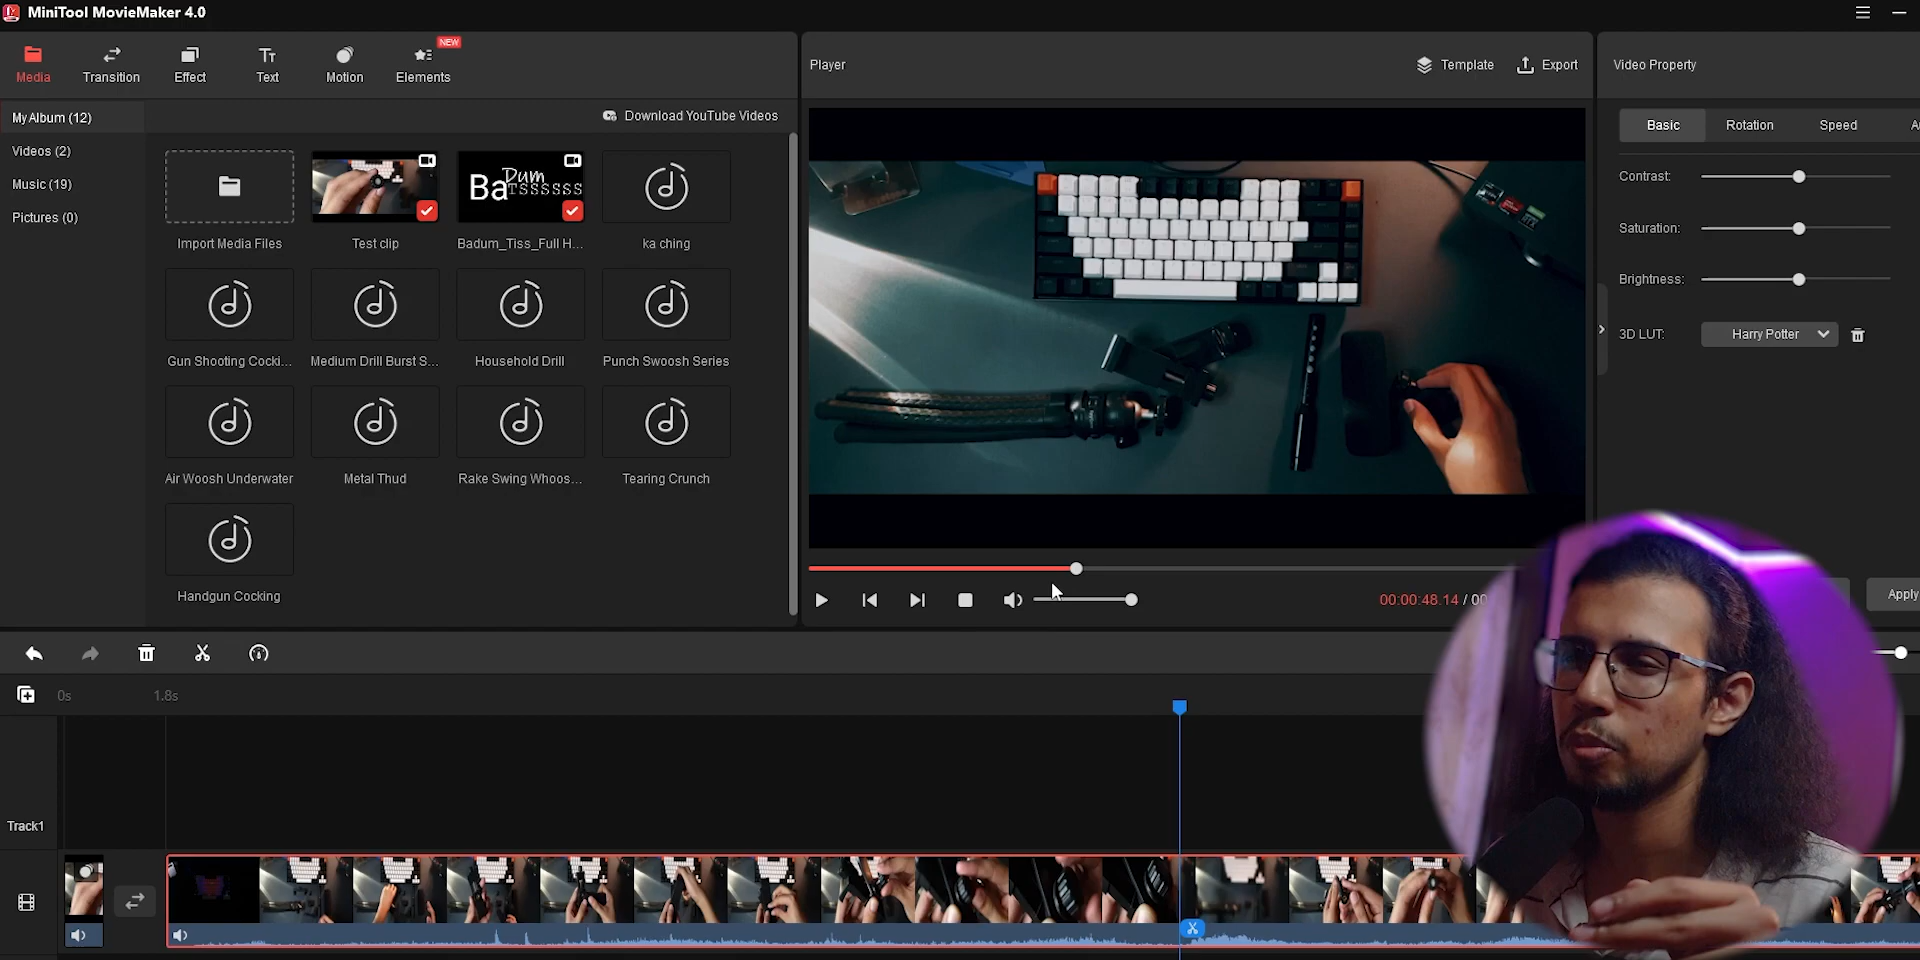 MiniTool MovieMaker 4.0
Media
Transition
Effect
Text
Motion
NEW
Elements
Player
Template
Export
Video Property
My Album (12)
Download YouTube Videos
Basic
Rotation
Speed
Videos (2)
Music (19)
Pictures (0)
Import Media Files
Test clip
Ba Dum Tssssss
Badum_Tiss_Full H...
ka ching
Contrast:
Saturation:
Brightness:
3D LUT:
Harry Potter
Gun Shooting Cocki...
Medium Drill Burst S...
Household Drill
Punch Swoosh Series
Air Woosh Underwater
Metal Thud
Rake Swing Whoos...
Tearing Crunch
Handgun Cocking
00:00:48.14 / 00
Apply
0s
1.8s
Track1